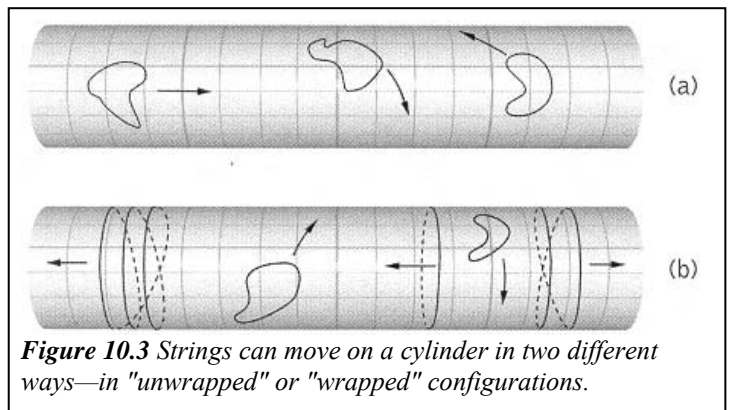 (a)
(b)
Figure 10.3 Strings can move on a cylinder in two different
ways—in "unwrapped" or "wrapped" configurations.